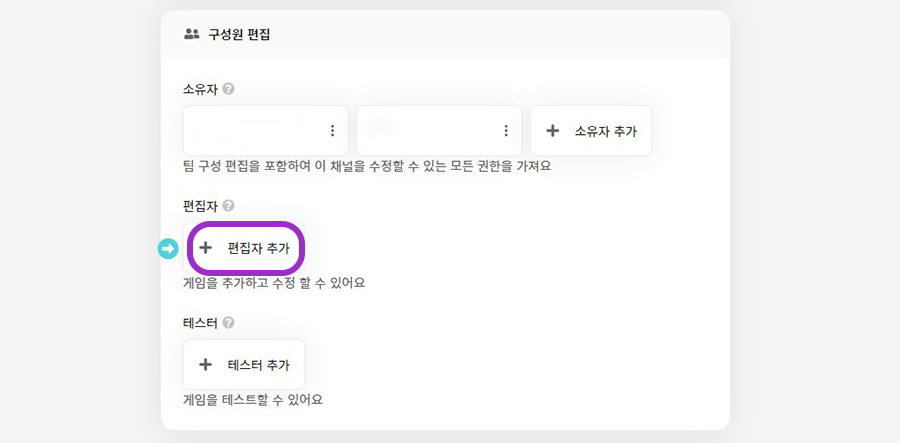 구성원 편집
소유자
소유자 추가
팀 구성 편집을 포함하여 이 채널을 수정할 수 있는 모든 권한을 가져요
편집자
편집자 추가
게임을 추가하고 수정 할 수 있어요
테스터
테스터 추가
게임을 테스트할 수 있어요